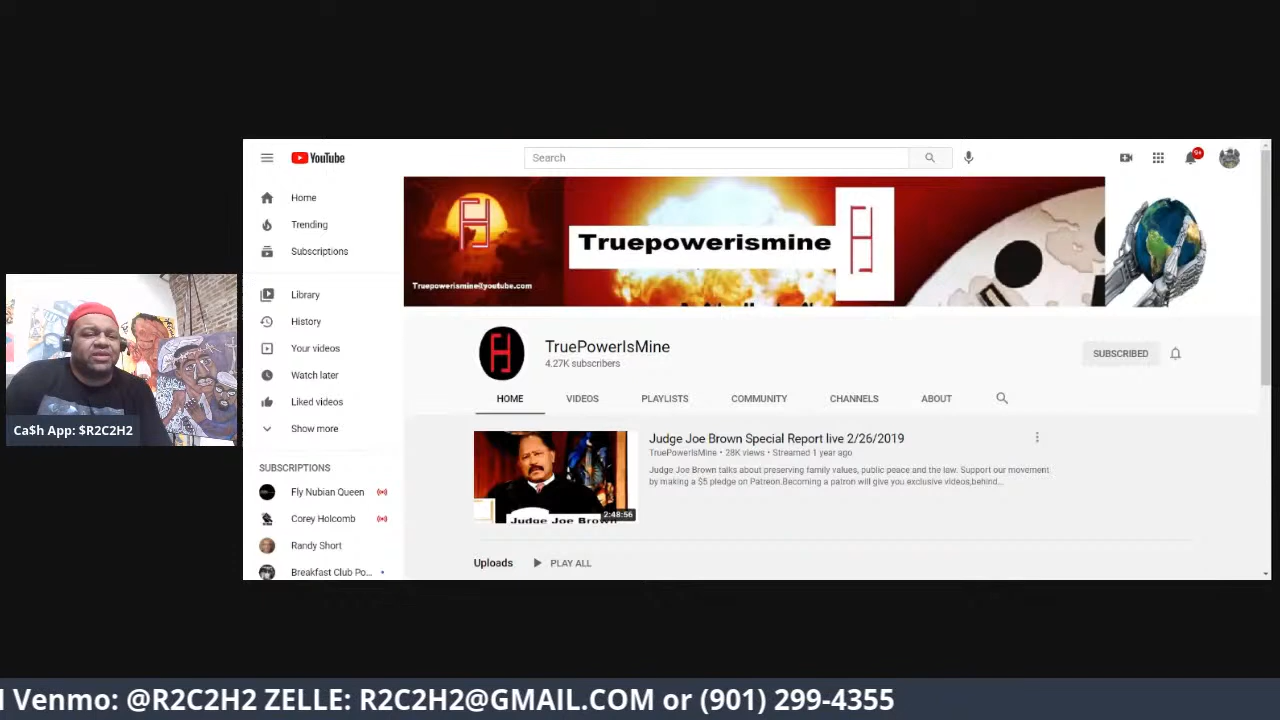 YouTube
Search
9+
Home
Trending
Subscriptions
Library
History
Your videos
Watch later
Liked videos
Show more
SUBSCRIPTIONS
Fly Nubian Queen
Corey Holcomb
Randy Short
Breakfast Club Po...
Truepowerismine@youtube.com
Truepowerismine
TruePowerIsMine
4.27K subscribers
SUBSCRIBED
HOME
VIDEOS
PLAYLISTS
COMMUNITY
CHANNELS
ABOUT
Judge Joe Brown
2:48:56
Judge Joe Brown Special Report live 2/26/2019
TruePowerIsMine • 28K views • Streamed 1 year ago
Judge Joe Brown talks about preserving family values, public peace and the law. Support our movement
by making a $5 pledge on Patreon.Becoming a patron will give you exclusive videos,behind...
Uploads
PLAY ALL
Ca$h App: $R2C2H2
Venmo: @R2C2H2 ZELLE: R2C2H2@GMAIL.COM or (901) 299-4355